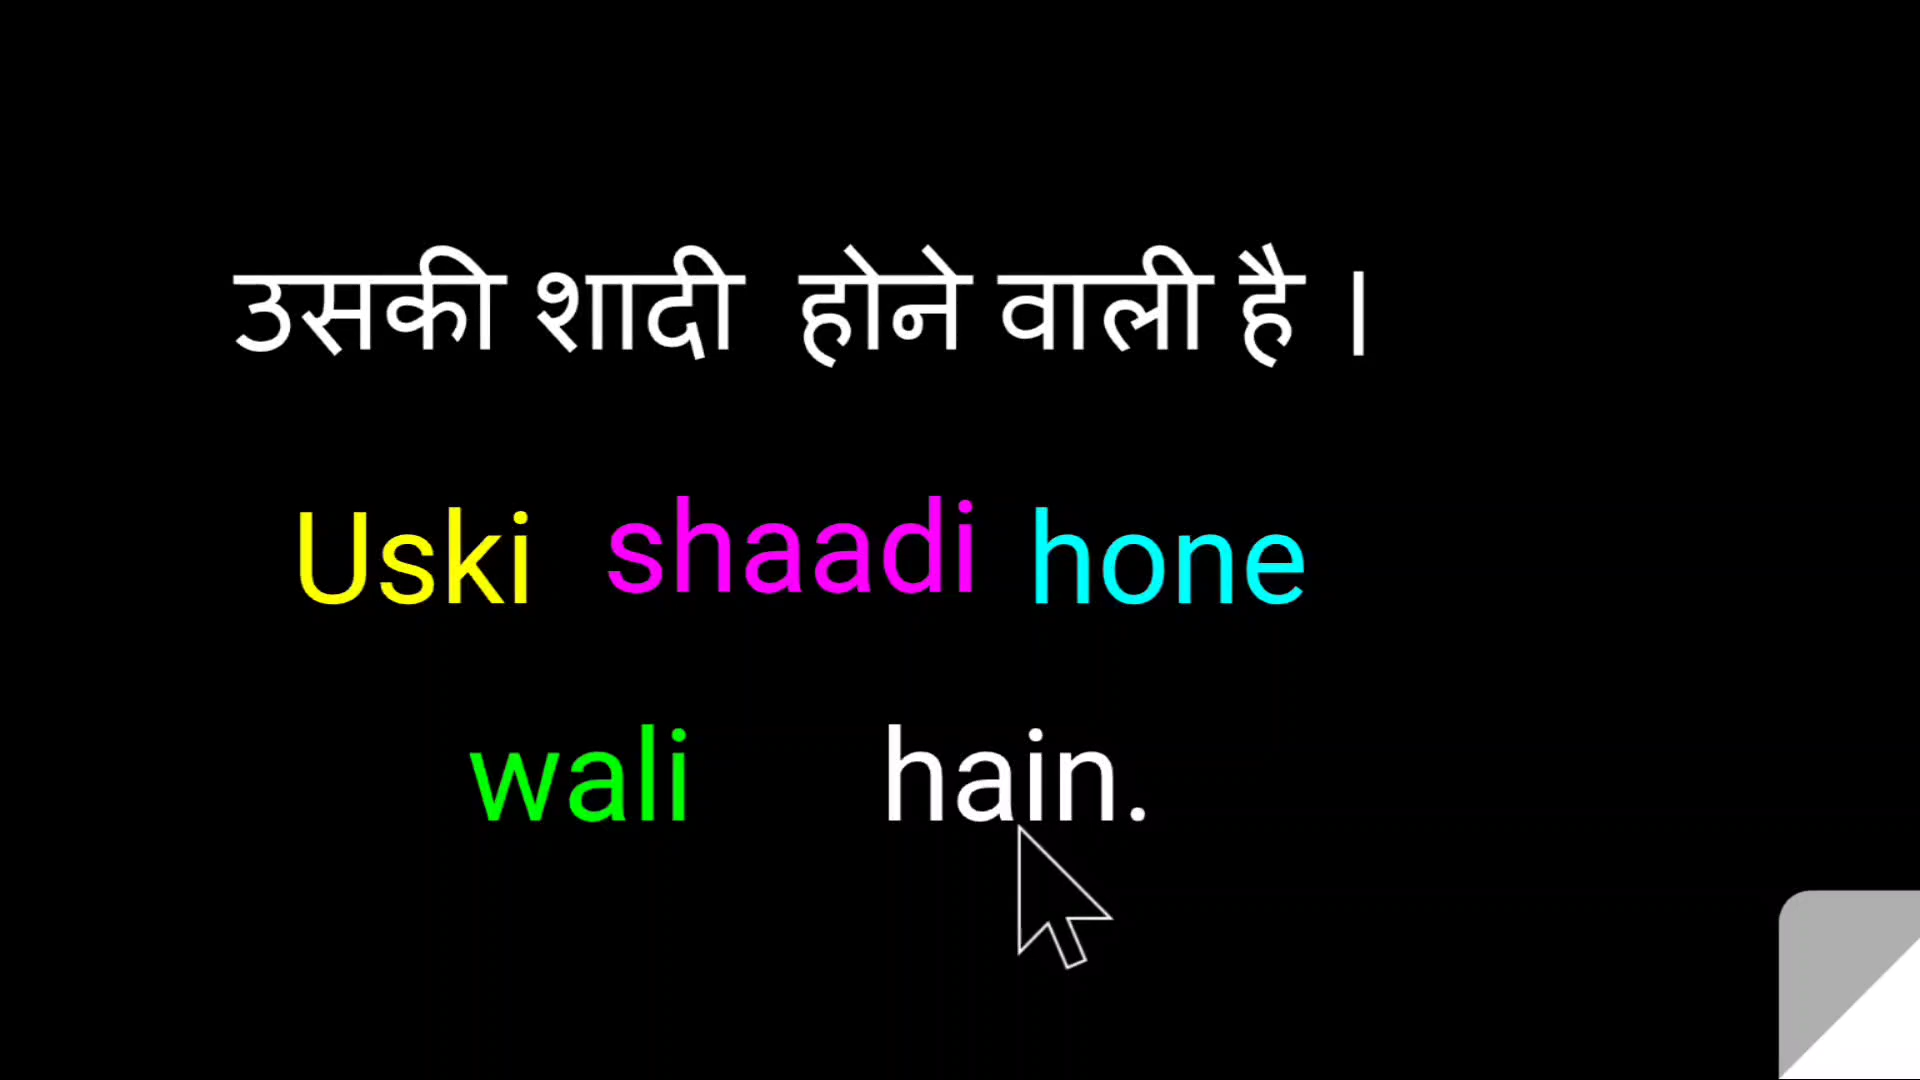 उसकी शादी होने वाली है ।
Uski shaadi hone
wali hain.